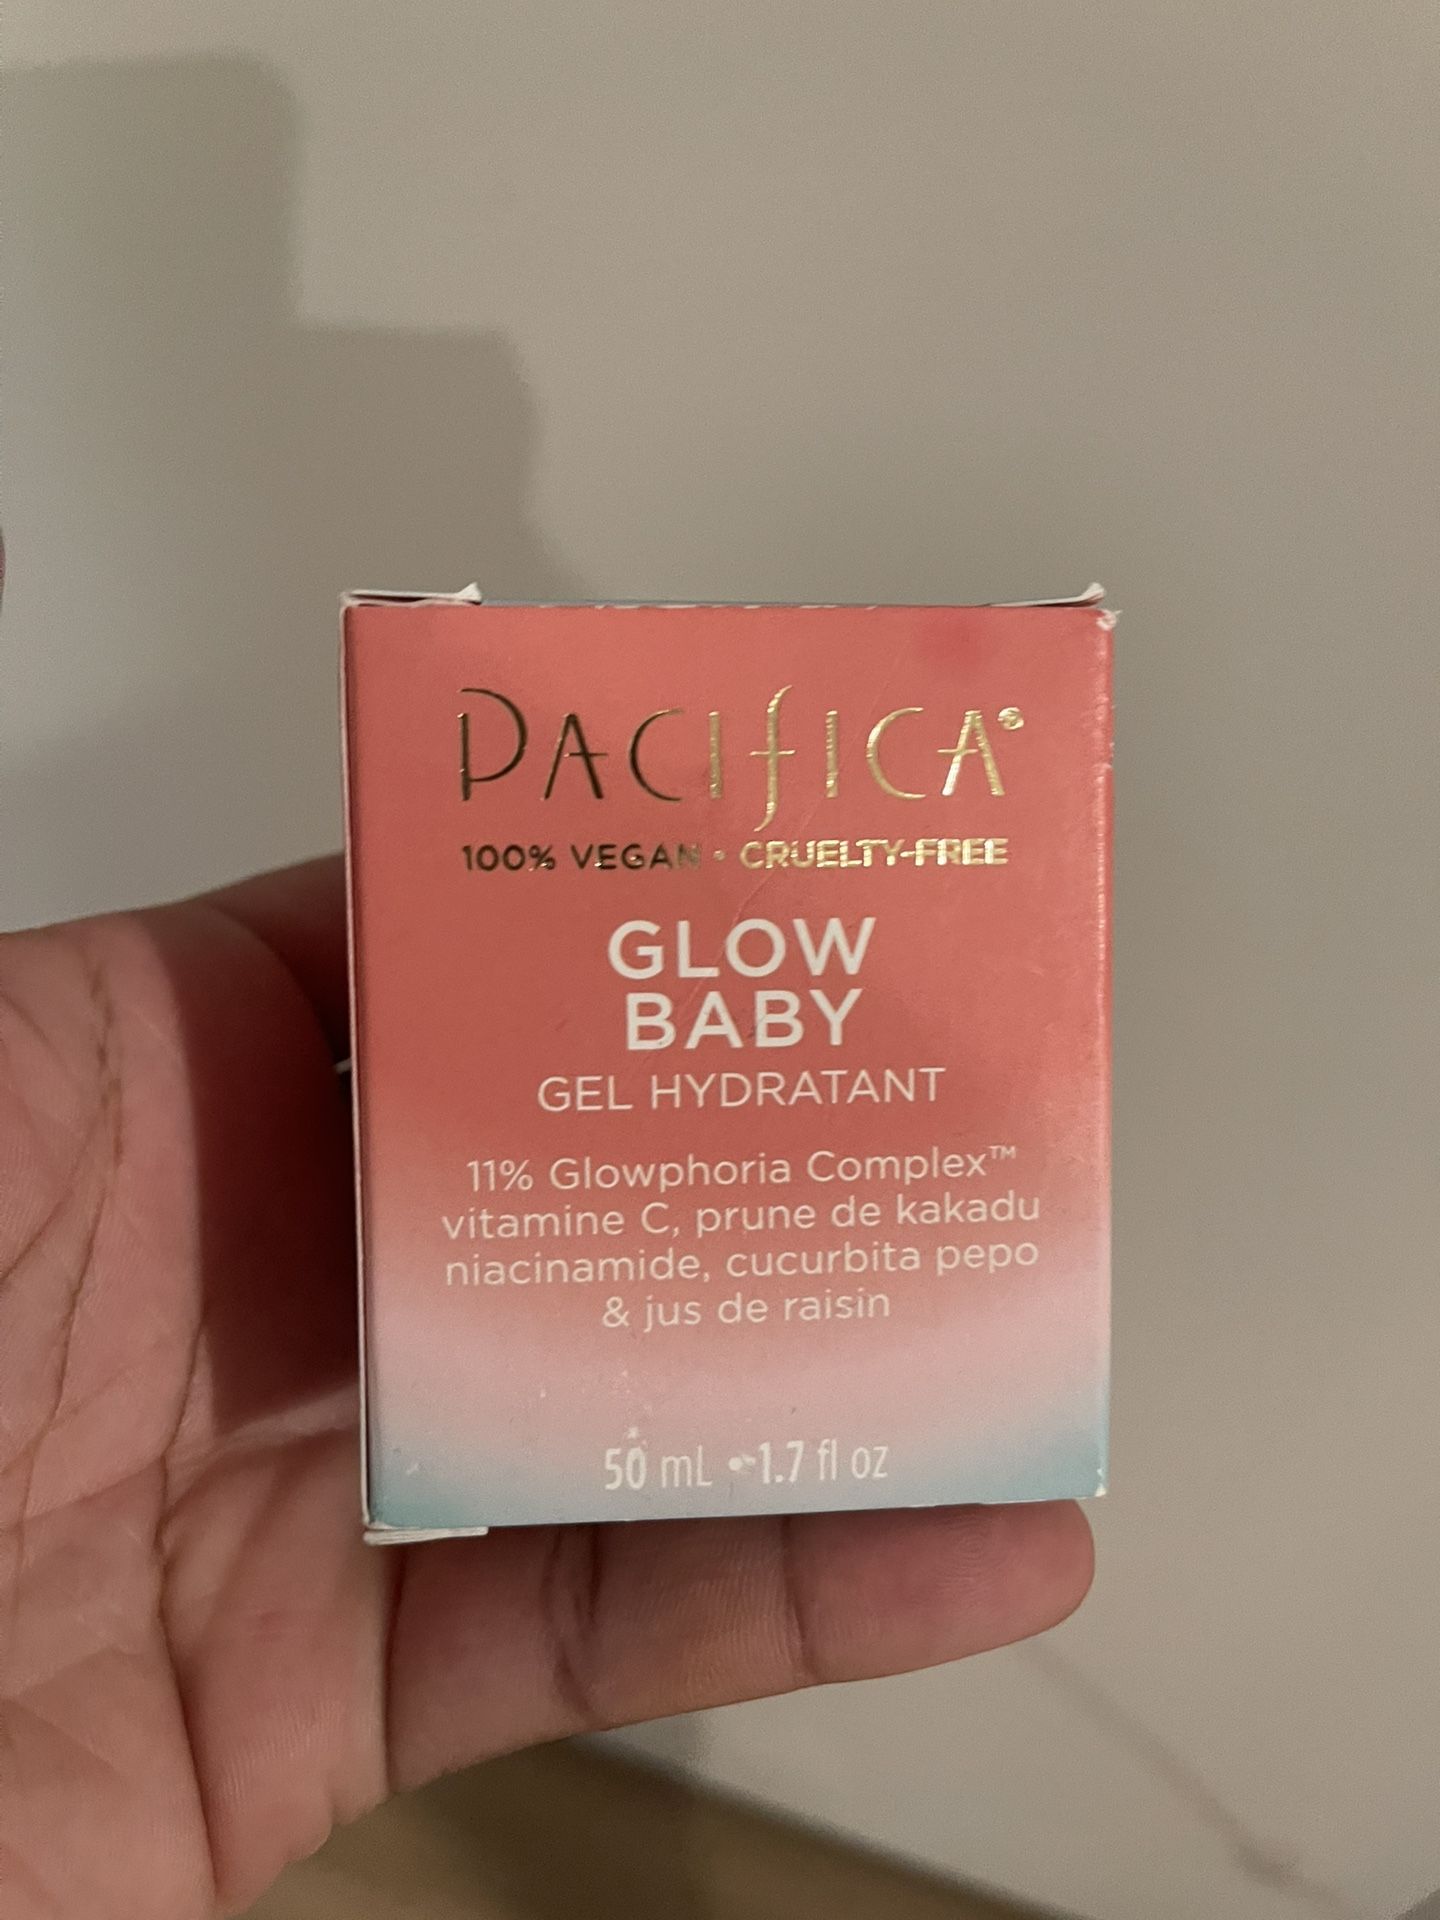 PACIFICA®
100% VEGAN • CRUELTY-FREE
GLOW
BABY
GEL HYDRATANT
11% Glowphoria Complex™
vitamine C, prune de kakadu
niacinamide, cucurbita pepo
& jus de raisin
50 mL • 1.7 fl oz